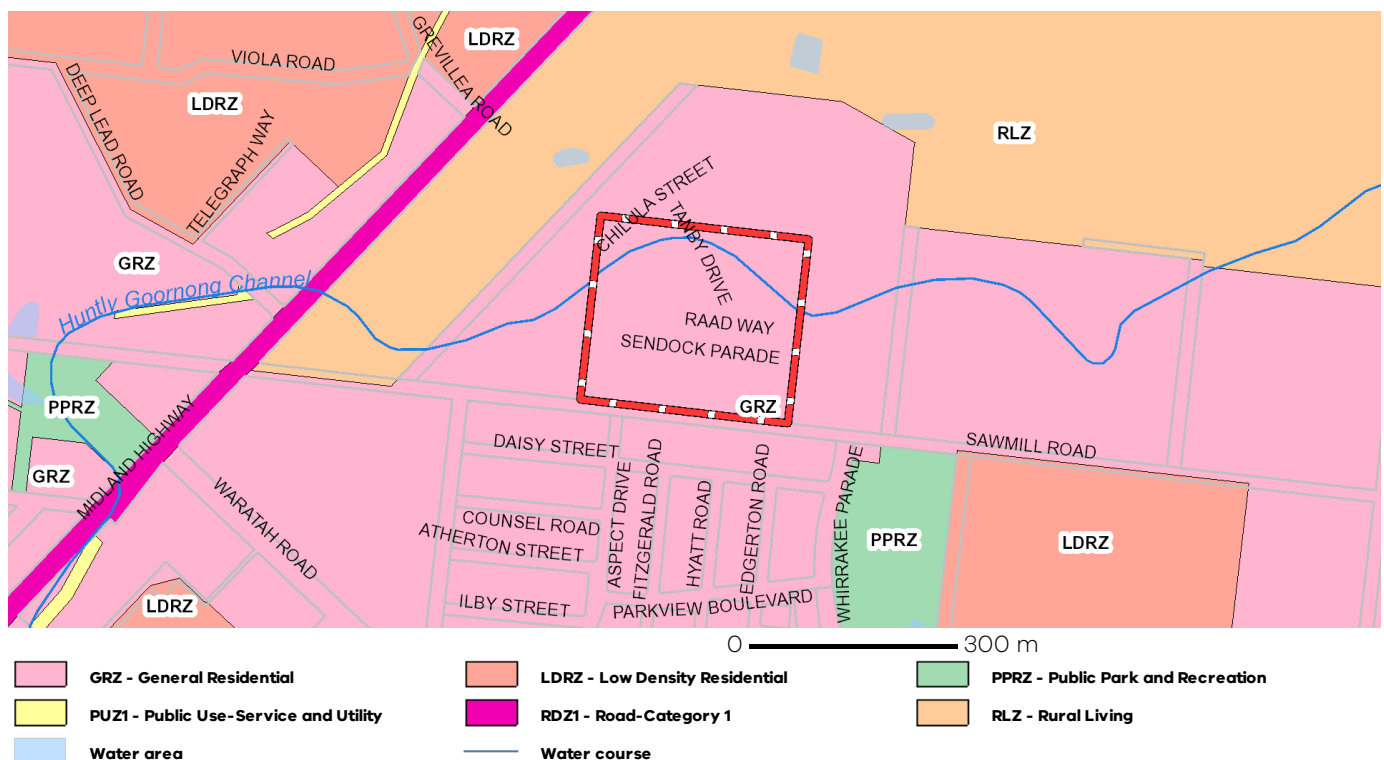 LDRZ
GREVILLEA ROAD
VIOLA ROAD
DEEP LEAD ROAD
LDRZ
TELEGRAPH WAY
RLZ
CHILULA STREET
TANBY DRIVE
GRZ
Huntly Goornong Channel
RAAD WAY
SENDOCK PARADE
PPRZ
GRZ
MIDLAND HIGHWAY
DAISY STREET
SAWMILL ROAD
GRZ
WARATAH ROAD
COUNSEL ROAD
ATHERTON STREET
ASPECT DRIVE
FITZGERALD ROAD
HYATT ROAD
EDGERTON ROAD
WHIRRAKEE PARADE
PPRZ
LDRZ
LDRZ
ILBY STREET
PARKVIEW BOULEVARD
0 300 m
GRZ - General Residential
LDRZ - Low Density Residential
PPRZ - Public Park and Recreation
PUZ1 - Public Use-Service and Utility
RDZ1 - Road-Category 1
RLZ - Rural Living
Water area
Water course